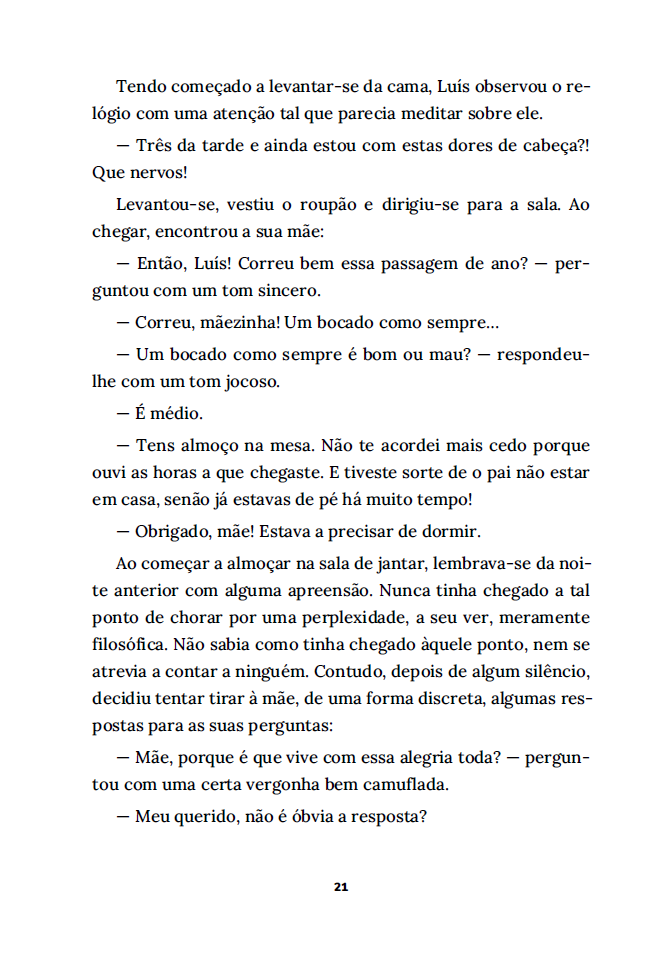 Tendo começado a levantar-se da cama, Luís observou o re-
lógio com uma atenção tal que parecia meditar sobre ele.
— Três da tarde e ainda estou com estas dores de cabeça?!
Que nervos!
Levantou-se, vestiu o roupão e dirigiu-se para a sala. Ao
chegar, encontrou a sua mãe:
— Então, Luís! Correu bem essa passagem de ano? — per-
guntou com um tom sincero.
— Correu, mãezinha! Um bocado como sempre...
— Um bocado como sempre é bom ou mau? — respondeu-
lhe com um tom jocoso.
— É médio.
— Tens almoço na mesa. Não te acordei mais cedo porque
ouvi as horas a que chegaste. E tiveste sorte de o pai não estar
em casa, senão já estavas de pé há muito tempo!
— Obrigado, mãe! Estava a precisar de dormir.
Ao começar a almoçar na sala de jantar, lembrava-se da noi-
te anterior com alguma apreensão. Nunca tinha chegado a tal
ponto de chorar por uma perplexidade, a seu ver, meramente
filosófica. Não sabia como tinha chegado àquele ponto, nem se
atrevia a contar a ninguém. Contudo, depois de algum silêncio,
decidiu tentar tirar à mãe, de uma forma discreta, algumas res-
postas para as suas perguntas:
— Mãe, porque é que vive com essa alegria toda? — pergun-
tou com uma certa vergonha bem camuflada.
— Meu querido, não é óbvia a resposta?
21